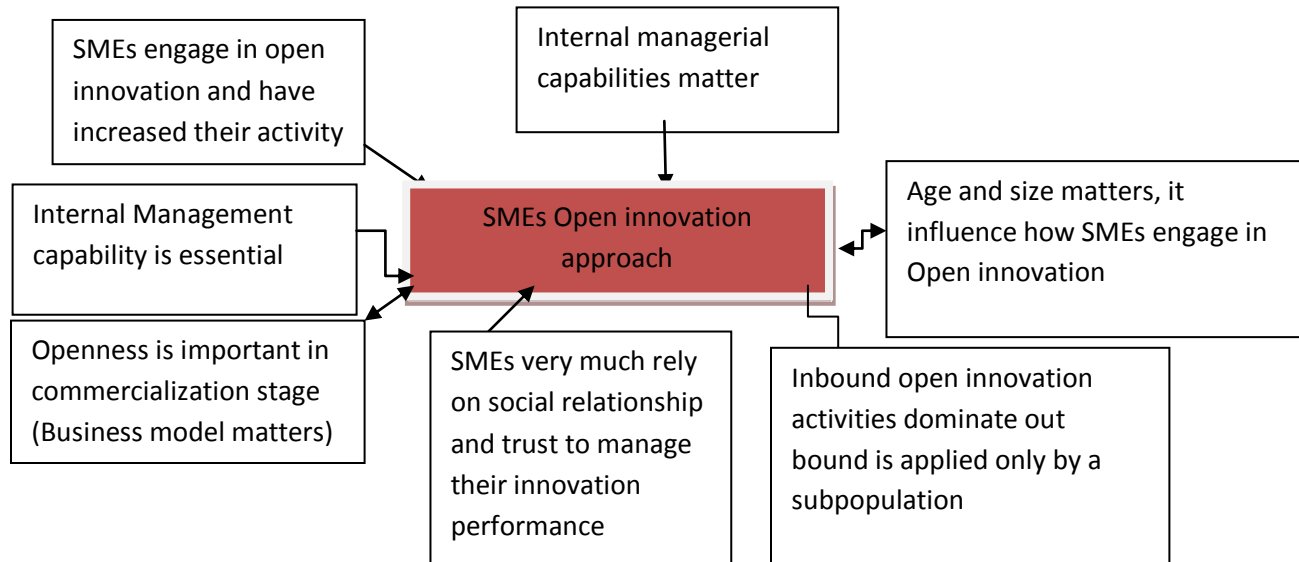 SMEs engage in open
innovation and have
increased their activity
Internal managerial
capabilities matter
Internal Management
capability is essential
SMEs Open innovation
approach
Age and size matters, it
influence how SMEs engage in
Open innovation
Openness is important in
commercialization stage
(Business model matters)
SMEs very much rely
on social relationship
and trust to manage
their innovation
performance
Inbound open innovation
activities dominate out
bound is applied only by a
subpopulation